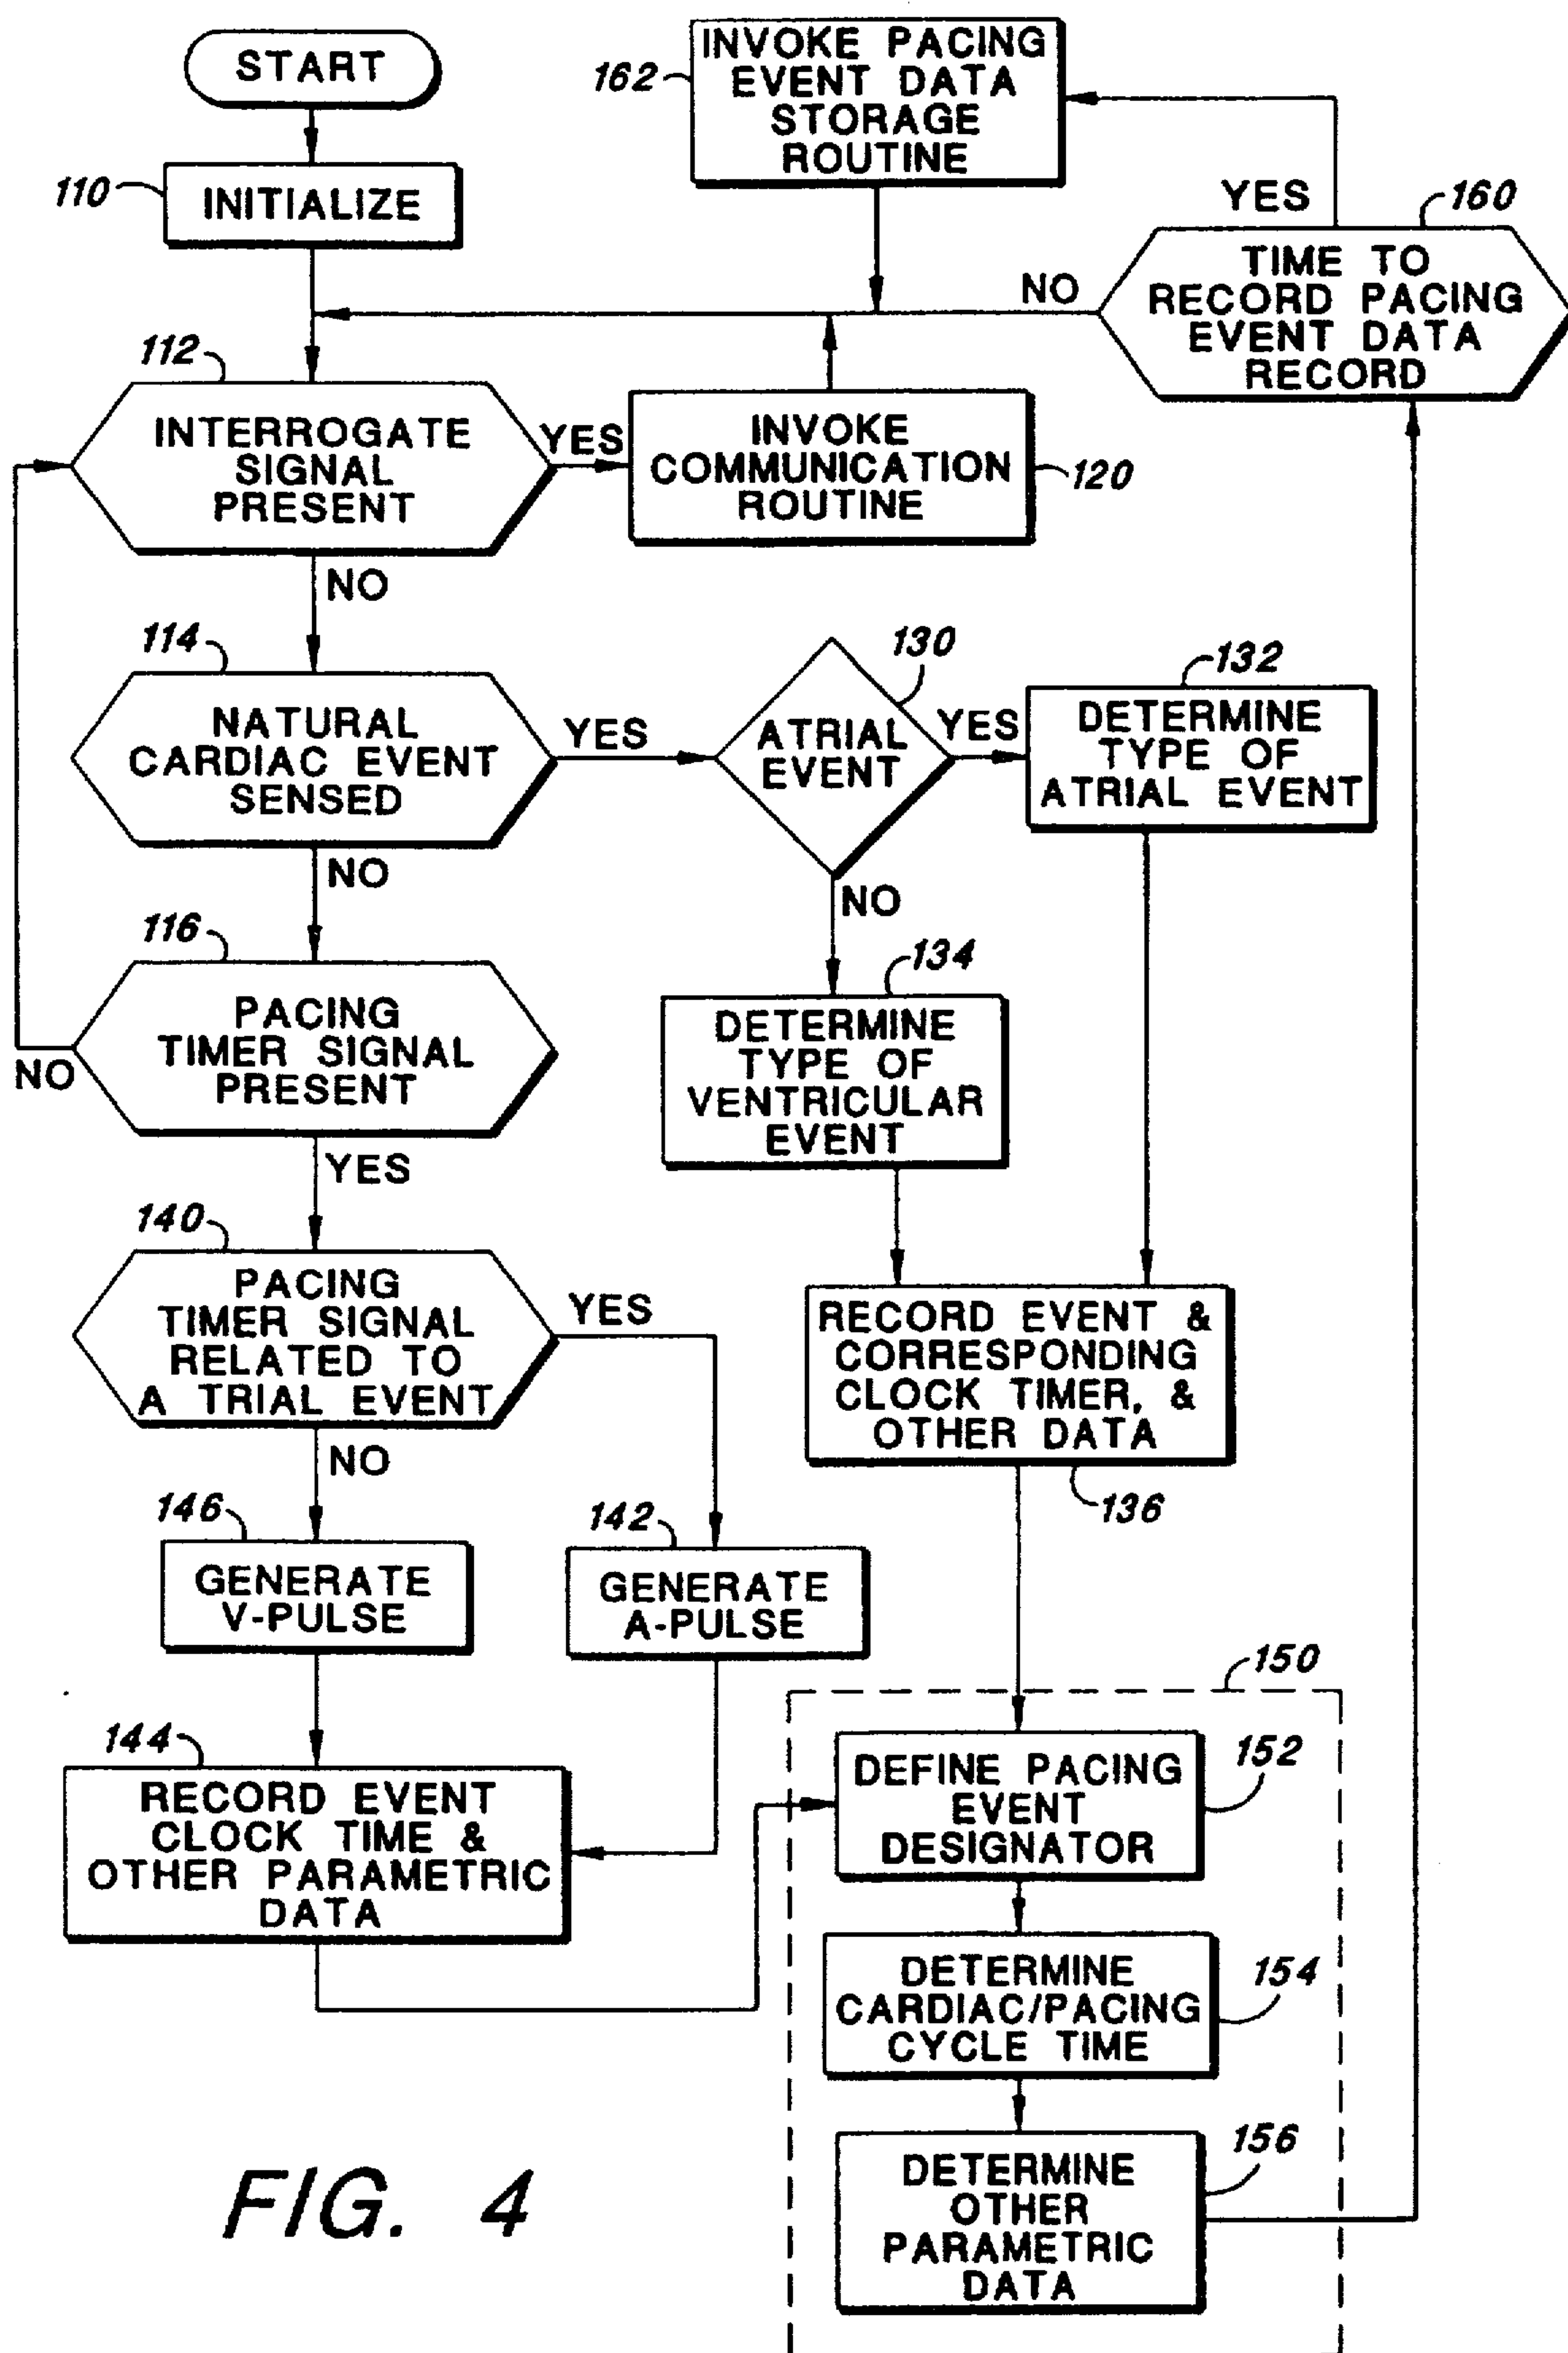 START
110
INITIALIZE
162
INVOKE PACING
EVENT DATA
STORAGE
ROUTINE
YES
160
TIME TO
RECORD PACING
EVENT DATA
RECORD
NO
112
INTERROGATE
SIGNAL
PRESENT
YES
INVOKE
COMMUNICATION
ROUTINE
120
NO
114
NATURAL
CARDIAC EVENT
SENSED
YES
130
ATRIAL
EVENT
YES
132
DETERMINE
TYPE OF
ATRIAL EVENT
NO
NO
116
PACING
TIMER SIGNAL
PRESENT
NO
134
DETERMINE
TYPE OF
VENTRICULAR
EVENT
YES
140
PACING
TIMER SIGNAL
RELATED TO
A TRIAL EVENT
YES
RECORD EVENT &
CORRESPONDING
CLOCK TIMER, &
OTHER DATA
136
NO
146
GENERATE
V-PULSE
142
GENERATE
A-PULSE
150
144
RECORD EVENT
CLOCK TIME &
OTHER PARAMETRIC
DATA
DEFINE PACING
EVENT
DESIGNATOR
152
DETERMINE
CARDIAC/PACING
CYCLE TIME
154
DETERMINE
OTHER
PARAMETRIC
DATA
156
FIG. 4